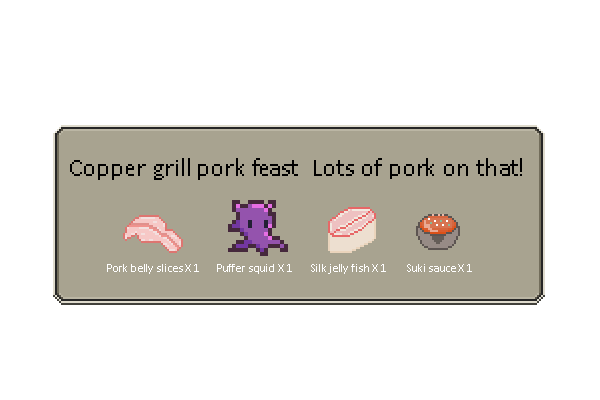 Copper grill pork feast Lots of pork on that!
Pork belly slices X 1 Puffer squid X 1 Silk jelly fish X 1 Suki sauce X 1